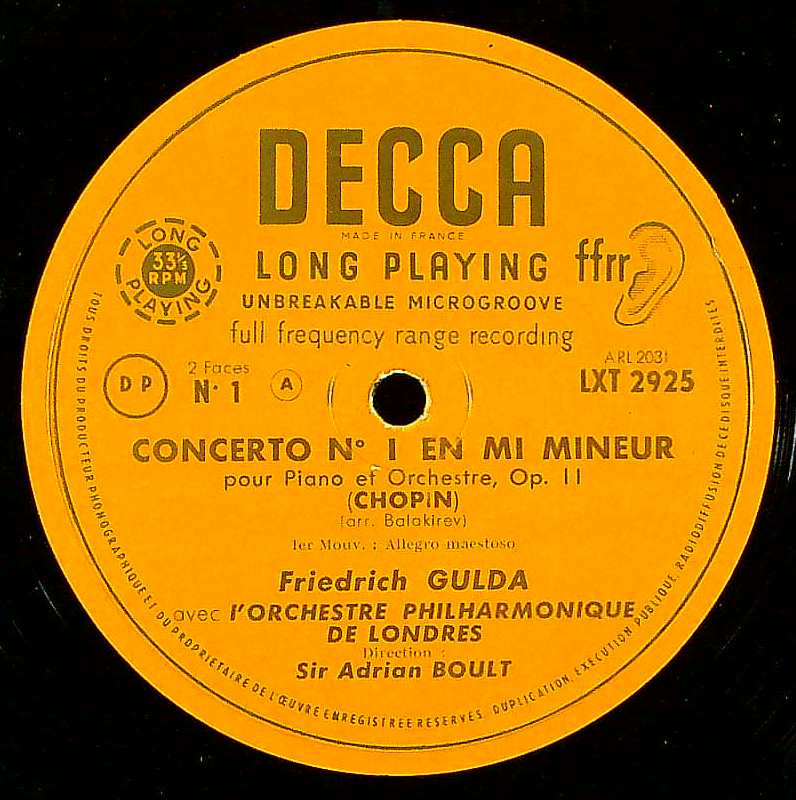 DECCA
MADE IN FRANCE
LONG PLAYING
33⅓ RPM
LONG PLAYING
ffrr
UNBREAKABLE MICROGROOVE
full frequency range recording
D P
2 Faces
N· 1
A
ARL 2031
LXT 2925
CONCERTO N° 1 EN MI MINEUR
pour Piano et Orchestre, Op. 11
(CHOPIN)
(arr. Balakirev)
1er Mouv. : Allegro maestoso
Friedrich GULDA
avec l'ORCHESTRE PHILHARMONIQUE
DE LONDRES
Direction :
Sir Adrian BOULT
TOUS DROITS DU PRODUCTEUR PHONOGRAPHIQUE ET DU PROPRIETAIRE DE L'ŒUVRE ENREGISTREE RESERVES. DUPLICATION, EXECUTION PUBLIQUE, RADIODIFFUSION DE CE DISQUE INTERDITES